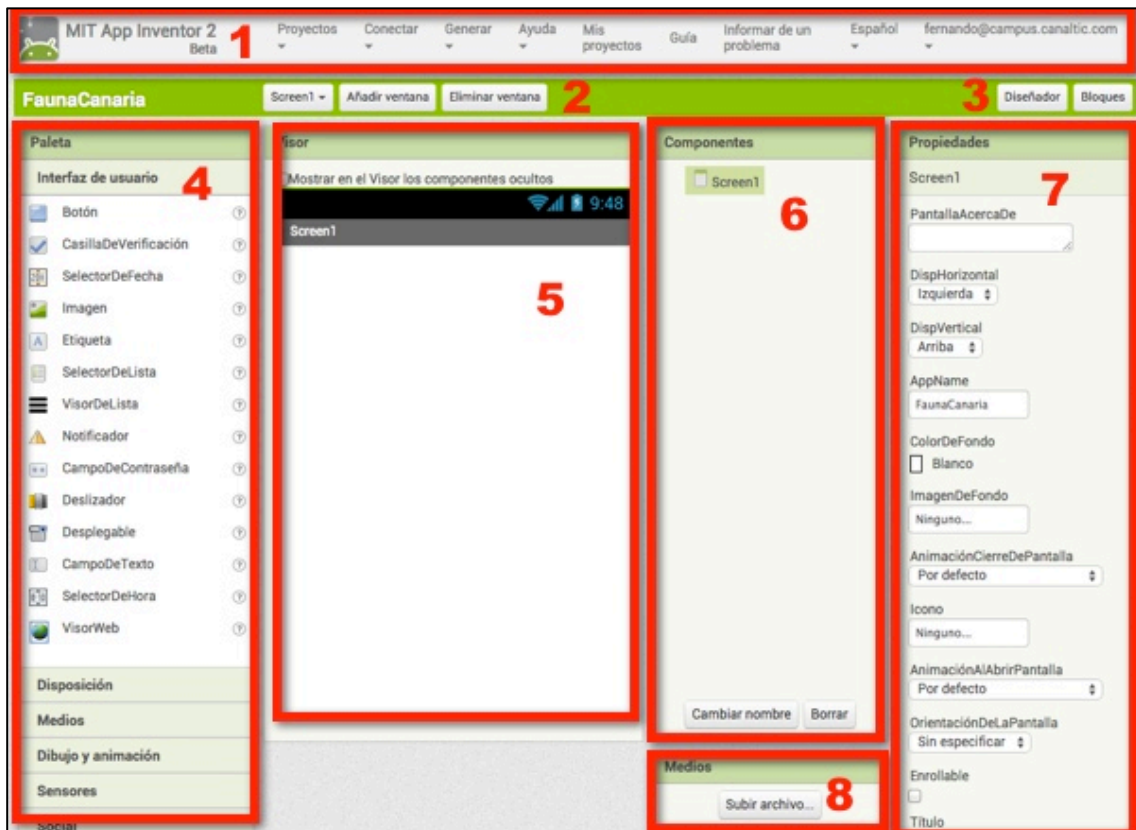 MIT App Inventor 2
Beta
1
Proyectos
Conectar
Generar
Ayuda
Mis
proyectos
Guía
Informar de un
problema
Español
fernando@campus.canaltic.com
FaunaCanaria
Screen1
Añadir ventana
Eliminar ventana
2
3
Diseñador
Bloques
Paleta
Interfaz de usuario
4
Botón
CasillaDeVerificación
SelectorDeFecha
Imagen
Etiqueta
SelectorDeLista
VisorDeLista
Notificador
CampoDeContraseña
Deslizador
Desplegable
CampoDeTexto
SelectorDeHora
VisorWeb
Disposición
Medios
Dibujo y animación
Sensores
Social
Visor
Mostrar en el Visor los componentes ocultos
9:48
Screen1
5
Componentes
Screen1
6
Cambiar nombre
Borrar
Medios
Subir archivo...
8
Propiedades
Screen1
7
PantallaAcercaDe
DispHorizontal
Izquierda
DispVertical
Arriba
AppName
FaunaCanaria
ColorDeFondo
Blanco
ImagenDeFondo
Ninguno...
AnimaciónCierreDePantalla
Por defecto
Icono
Ninguno...
AnimaciónAlAbrirPantalla
Por defecto
OrientaciónDeLaPantalla
Sin especificar
Enrollable
Título